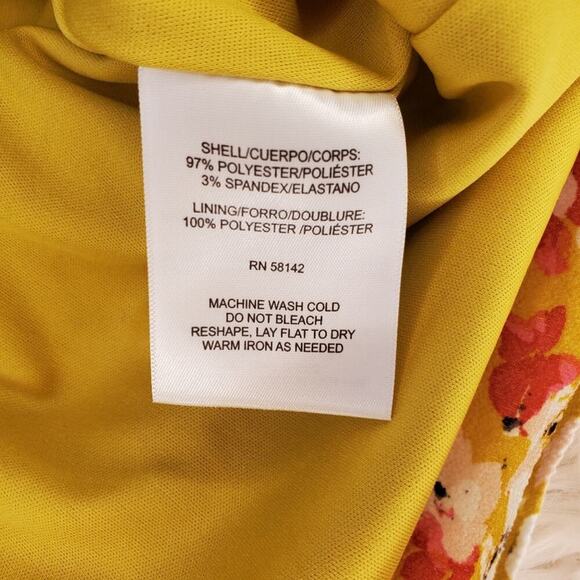 SHELL/CUERPO/CORPS:
97% POLYESTER/POLIÉSTER
3% SPANDEX/ELASTANO
LINING/FORRO/DOUBLURE:
100% POLYESTER /POLIÉSTER
RN 58142
MACHINE WASH COLD
DO NOT BLEACH
RESHAPE, LAY FLAT TO DRY
WARM IRON AS NEEDED